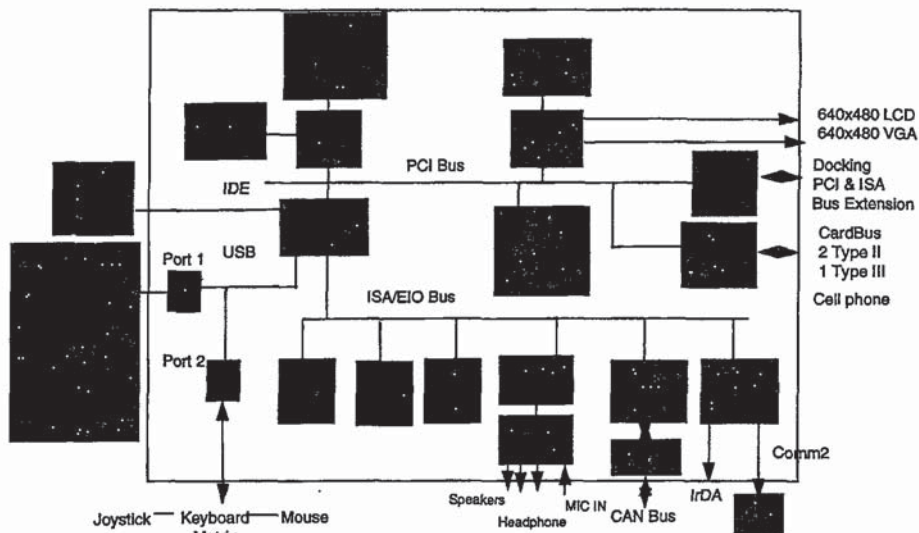 640x480 LCD
640x480 VGA
PCI Bus
Docking
PCI & ISA
Bus Extension
IDE
CardBus
2 Type II
1 Type III
USB
Port 1
ISA/EIO Bus
Cell phone
Port 2
Comm2
Speakers
Headphone
MIC IN
CAN Bus
IrDA
Joystick — Keyboard — Mouse